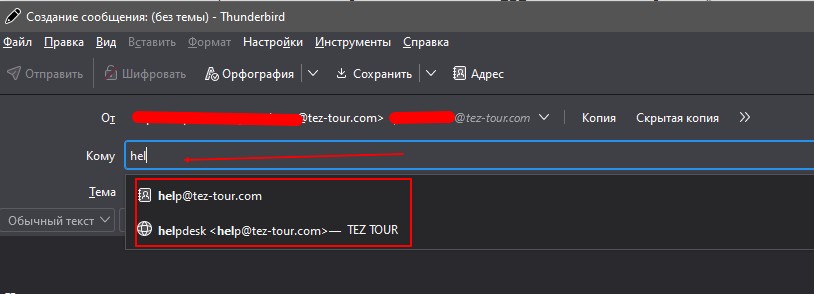 Создание сообщения: (без темы) - Thunderbird
Файл Правка Вид Вставить Формат Настройки Инструменты Справка
Отправить Шифровать Орфография Сохранить Адрес
От @tez-tour.com> @tez-tour.com Копия Скрытая копия
Кому hel
help@tez-tour.com
Тема
helpdesk <help@tez-tour.com>— TEZ TOUR
Обычный текст